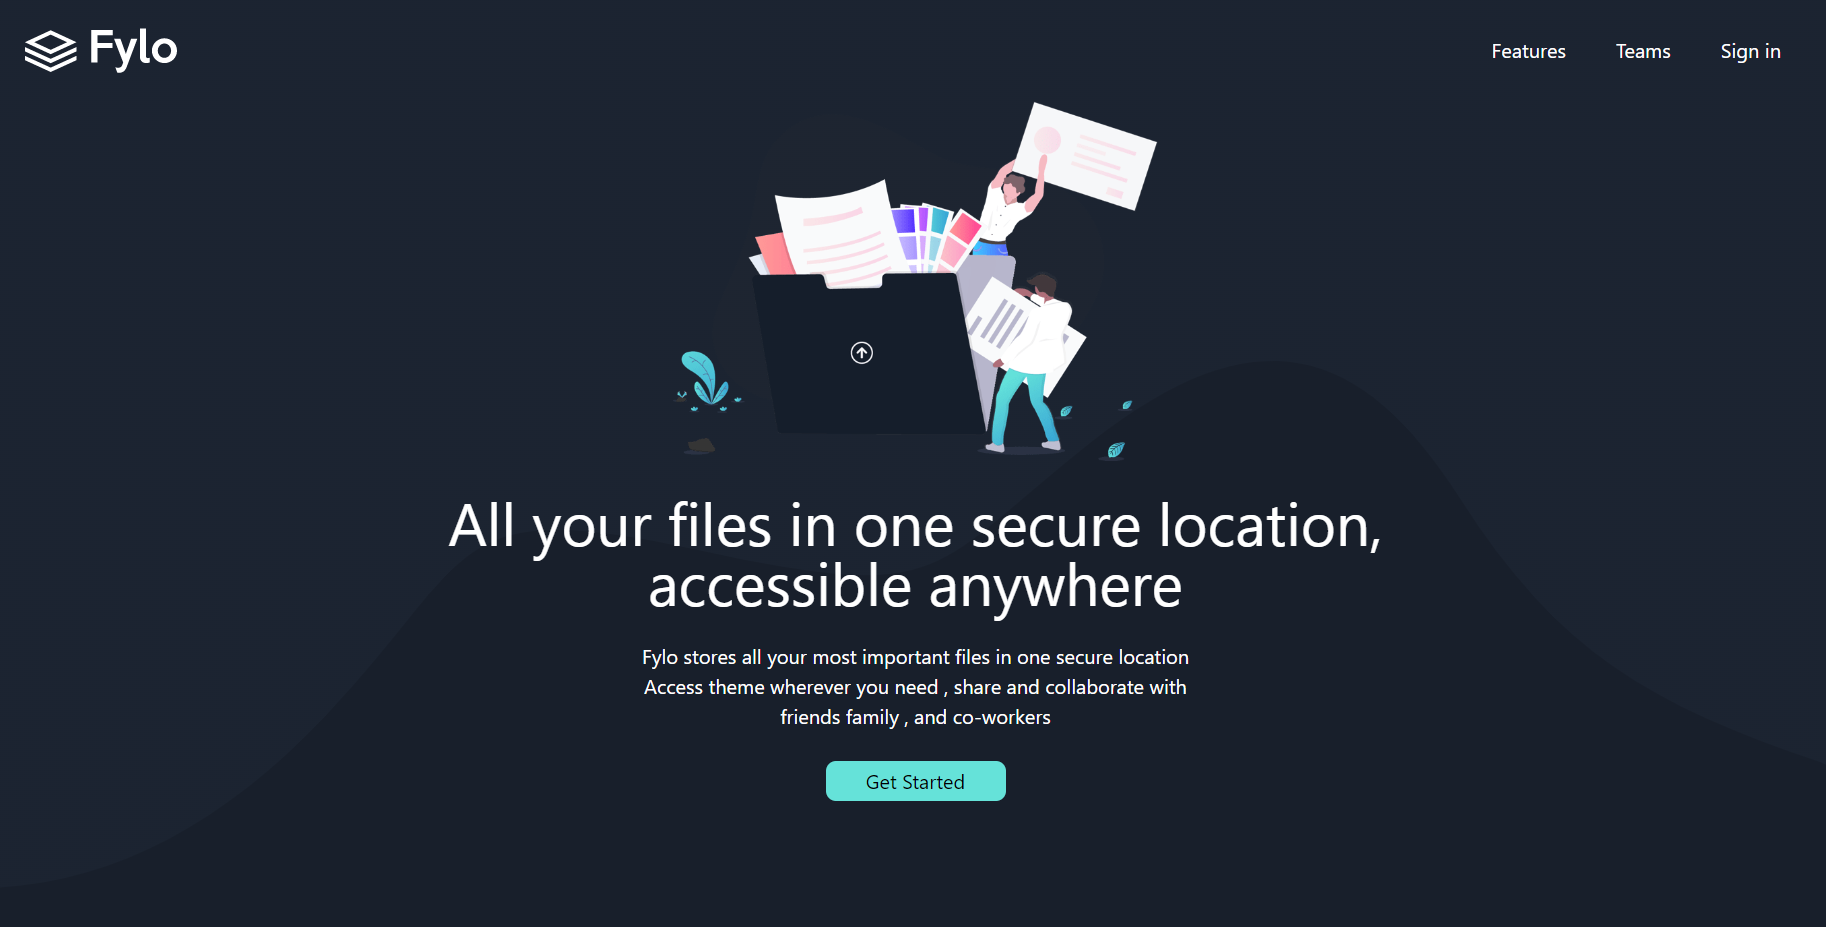 Fylo
Features
Teams
Sign in
All your files in one secure location,
accessible anywhere
Fylo stores all your most important files in one secure location
Access theme wherever you need , share and collaborate with
friends family , and co-workers
Get Started